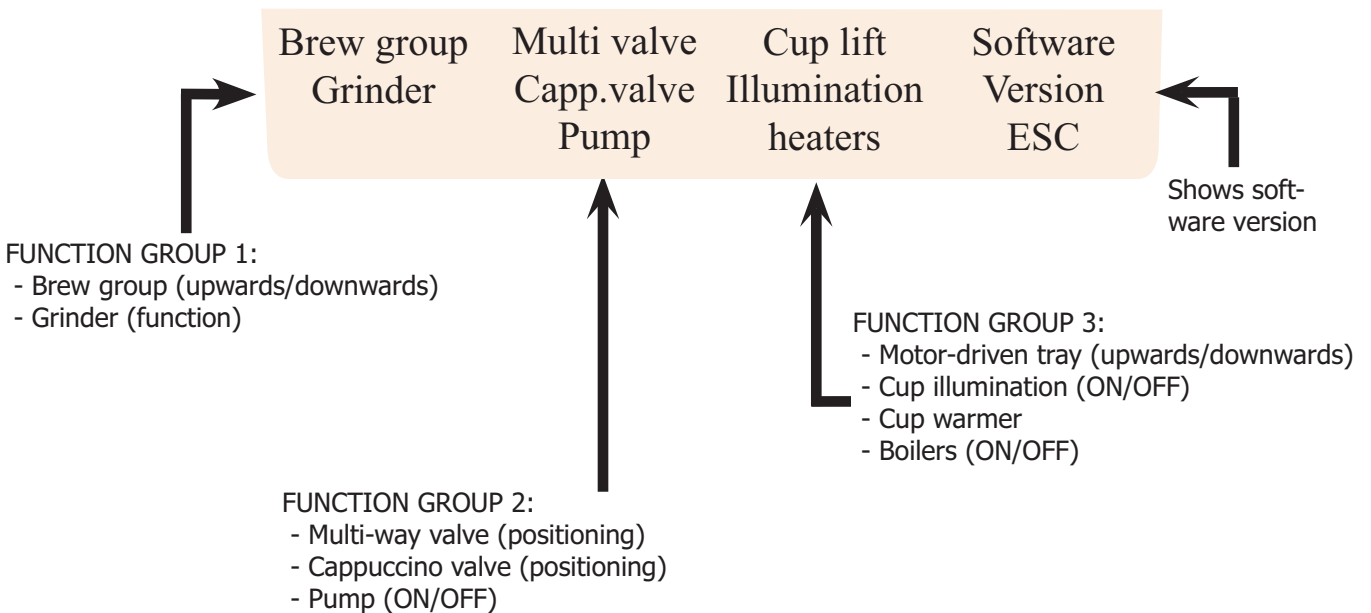 Brew group
Grinder
Multi valve
Capp.valve
Pump
Cup lift
Illumination
heaters
Software
Version
ESC
Shows soft-
ware version
FUNCTION GROUP 1:
- Brew group (upwards/downwards)
- Grinder (function)
FUNCTION GROUP 3:
- Motor-driven tray (upwards/downwards)
- Cup illumination (ON/OFF)
- Cup warmer
- Boilers (ON/OFF)
FUNCTION GROUP 2:
- Multi-way valve (positioning)
- Cappuccino valve (positioning)
- Pump (ON/OFF)